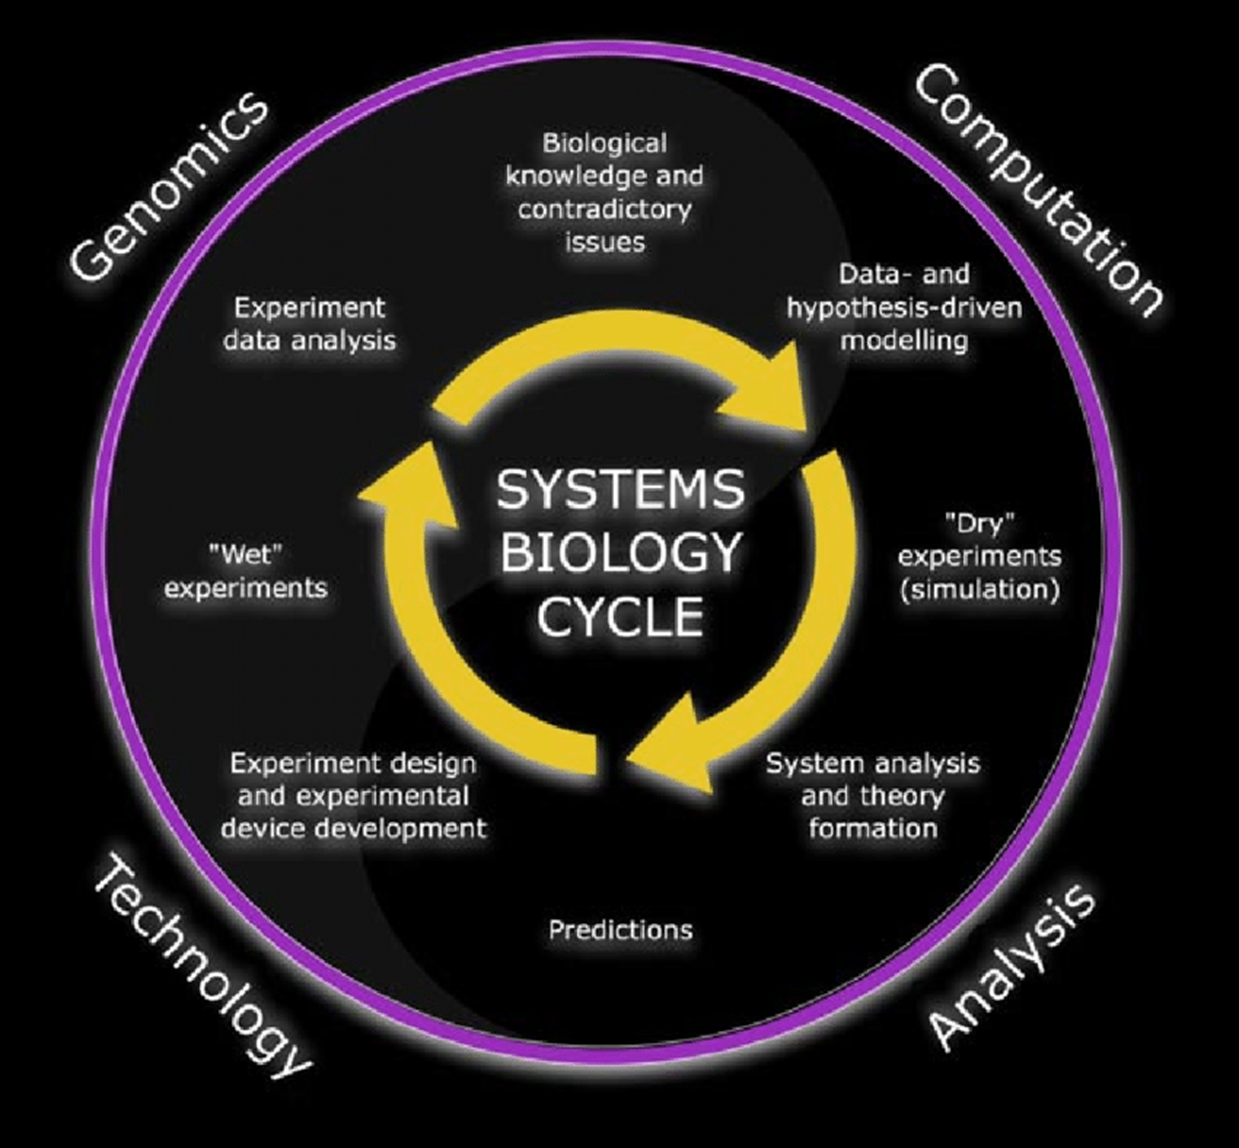 Genomics
Computation
Biological
knowledge and
contradictory
issues
Data- and
hypothesis-driven
modelling
"Dry"
experiments
(simulation)
System analysis
and theory
formation
Predictions
Experiment design
and experimental
device development
"Wet"
experiments
Experiment
data analysis
SYSTEMS
BIOLOGY
CYCLE
Technology
Analysis